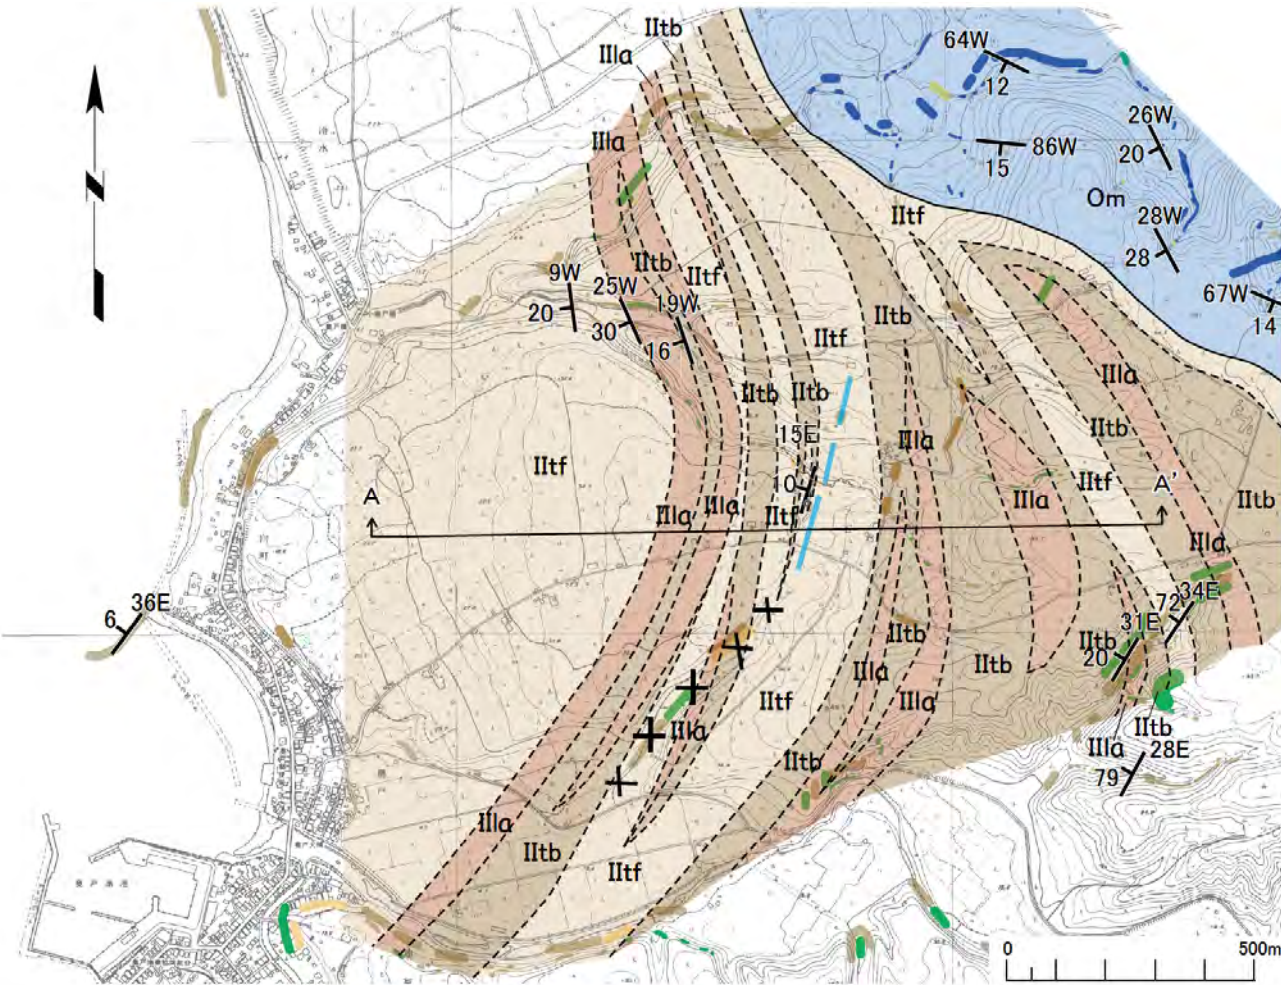 IItb
IIIa
64W
12
26W
20
86W
15
IIIa
Om
28W
28
IItf
IItb
IItf
9W
20
25W
30
19W
16
67W
14
IItb
IItf
IIIa
IItb
IItb
IItb
15E
IIIa
IItf
10
IItf
A
A'
IIIa
IIIa
IItf
IIIa
IItb
IIIa
36E
6
72
34E
31E
IItb
20
IItb
IItb
IIIa
IItf
IIIa
IIIa
IItb
IIIa
28E
79
IItb
IIIa
IItb
IItf
0
500m